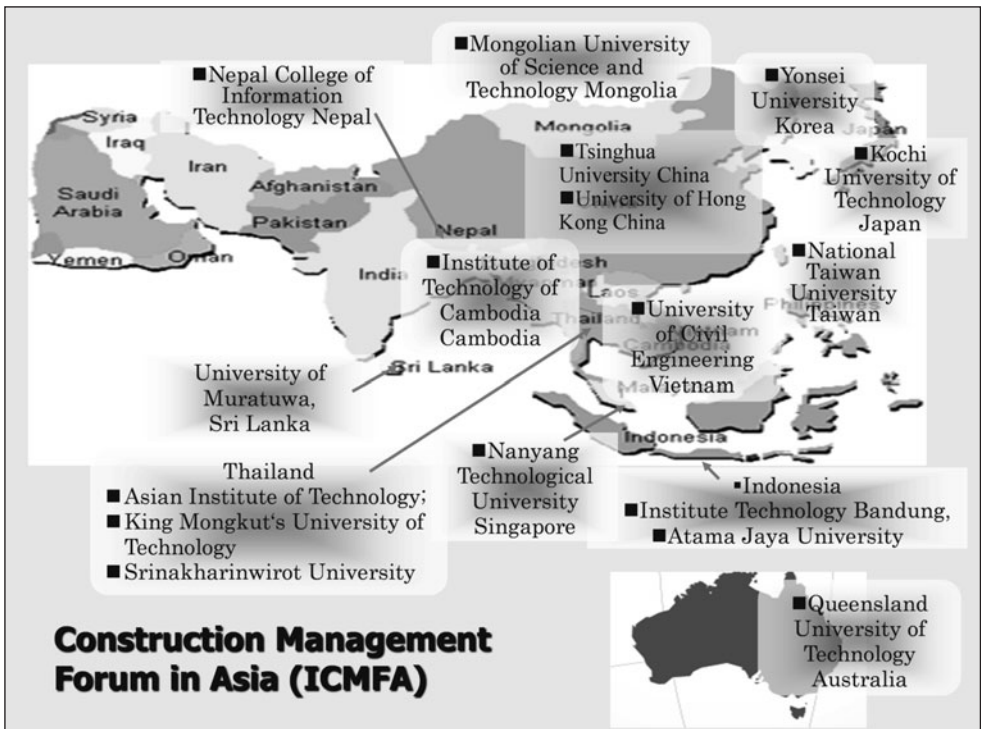 ■Nepal College of
Information
Technology Nepal
■Mongolian University
of Science and
Technology Mongolia
■Yonsei
University
Korea
Syria
Iraq
Iran
Saudi
Arabia
Yemen
Oman
Afghanistan
Pakistan
India
Nepal
Mongolia
Japan
■Tsinghua
University China
■University of Hong
Kong China
■Kochi
University of
Technology
Japan
■National
Taiwan
University
Taiwan
Philippines
■Institute of
Technology of
Cambodia
Cambodia
Laos
Thailand
Cambodia
■University
of Civil
Engineering
Vietnam
Sri Lanka
University of
Muratuwa,
Sri Lanka
Indonesia
■Nanyang
Technological
University
Singapore
Thailand
■Asian Institute of Technology;
■King Mongkut‘s University of
Technology
■Srinakharinwirot University
▪Indonesia
■Institute Technology Bandung,
■Atama Jaya University
■Queensland
University of
Technology
Australia
Construction Management
Forum in Asia (ICMFA)